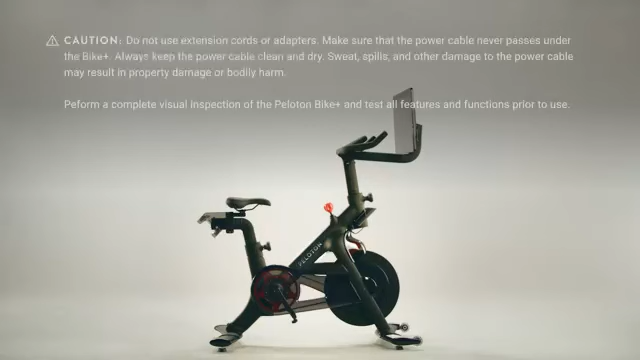 CAUTION: Do not use extension cords or adapters. Make sure that the power cable never passes under
the Bike+. Always keep the power cable clean and dry. Sweat, spills, and other damage to the power cable
may result in property damage or bodily harm.
Peform a complete visual inspection of the Peloton Bike+ and test all features and functions prior to use.
PELOTON